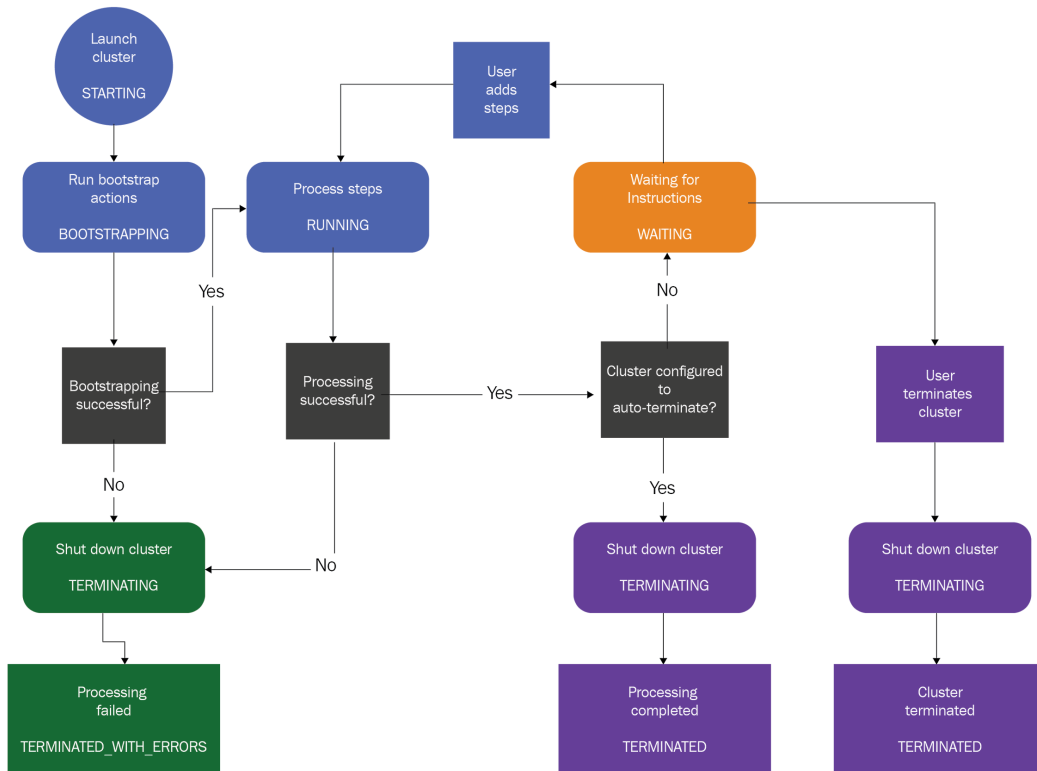 Launch
cluster
STARTING
User
adds
steps
Run bootstrap
actions
BOOTSTRAPPING
Process steps
RUNNING
Waiting for
Instructions
WAITING
Yes
No
Bootstrapping
successful?
Processing
successful?
Yes
Cluster configured
to
auto-terminate?
User
terminates
cluster
No
Yes
No
Shut down cluster
TERMINATING
Shut down cluster
TERMINATING
Shut down cluster
TERMINATING
Processing
failed
TERMINATED_WITH_ERRORS
Processing
completed
TERMINATED
Cluster
terminated
TERMINATED